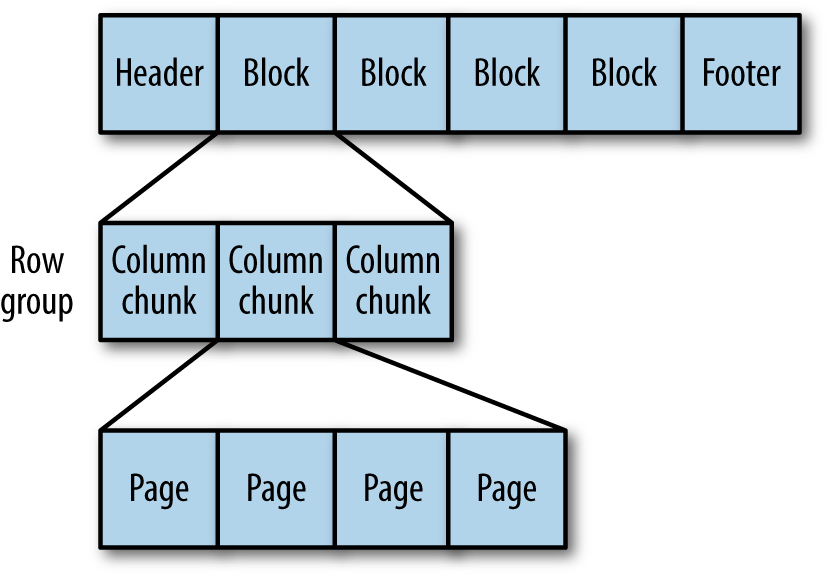 Header Block Block Block Block Footer
Row group
Column chunk Column chunk Column chunk
Page Page Page Page